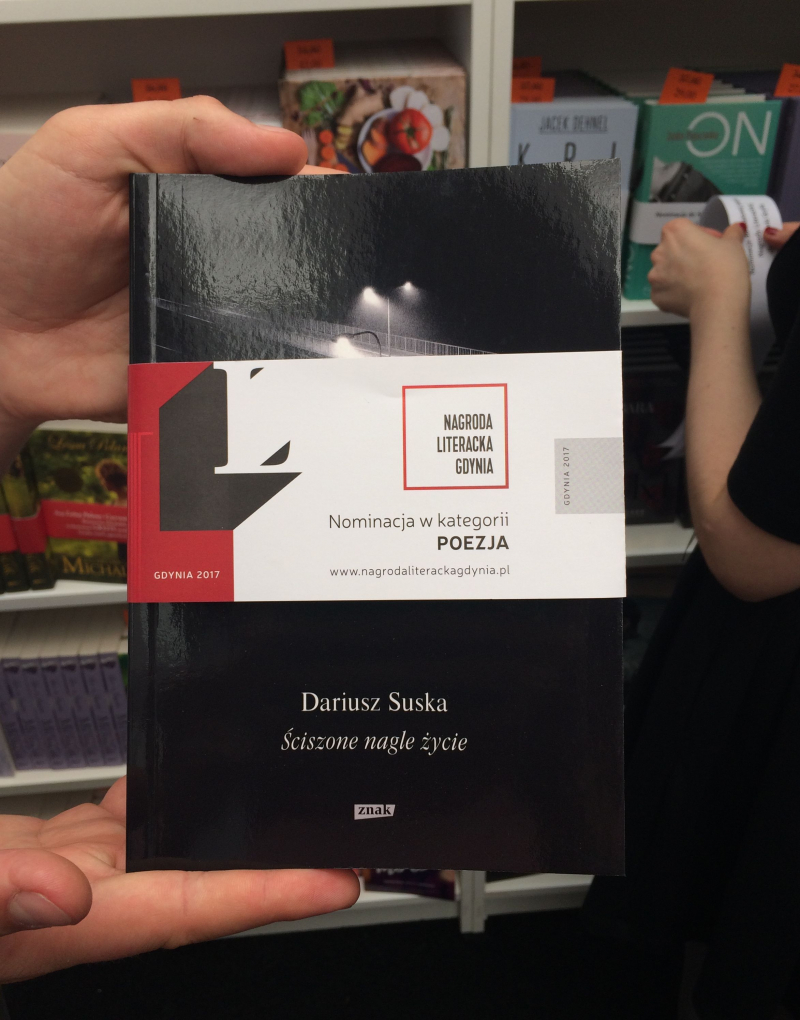 JACEK DEHNEL
ON
NAGRODA
LITERACKA
GDYNIA
GDYNIA 2017
Nominacja w kategorii
POEZJA
www.nagrodaliterackagdynia.pl
GDYNIA 2017
Dariusz Suska
Ściszone nagle życie
znak